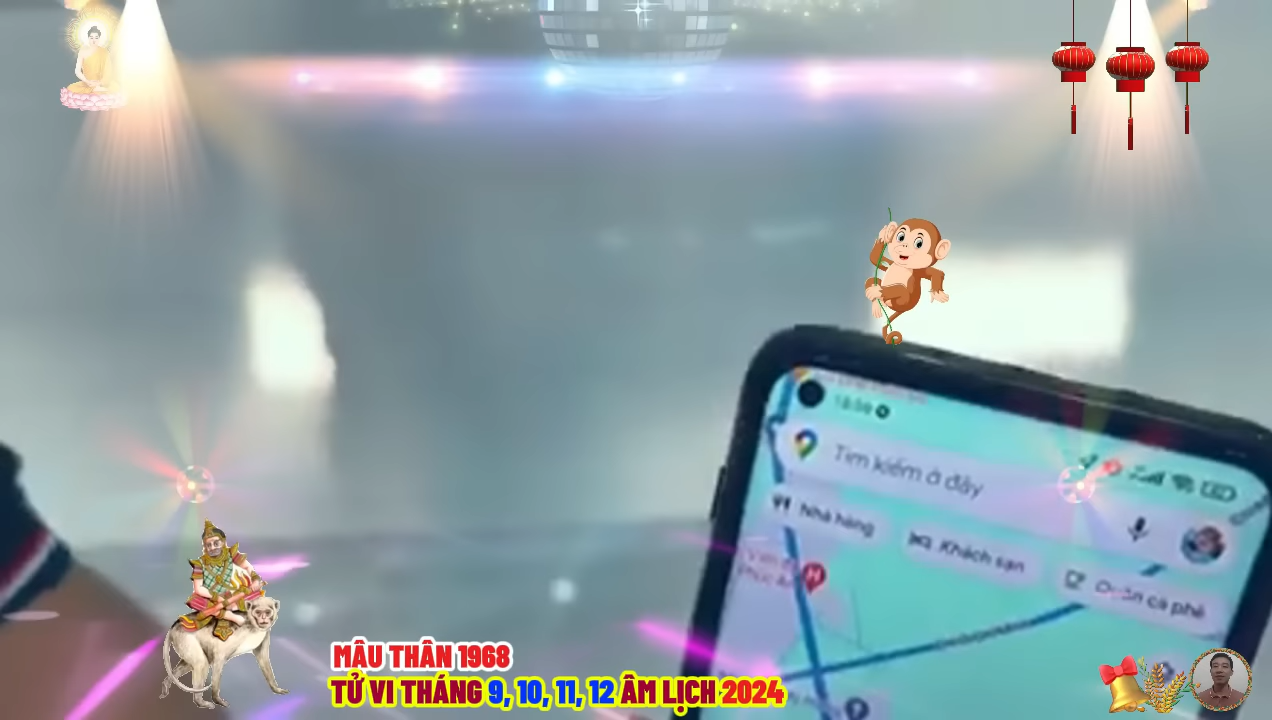 Tìm kiếm ở đây
Nhà hàng
Khách sạn
Quán cà phê
MẬU THÂN 1968
TỬ VI THÁNG 9, 10, 11, 12 ÂM LỊCH 2024